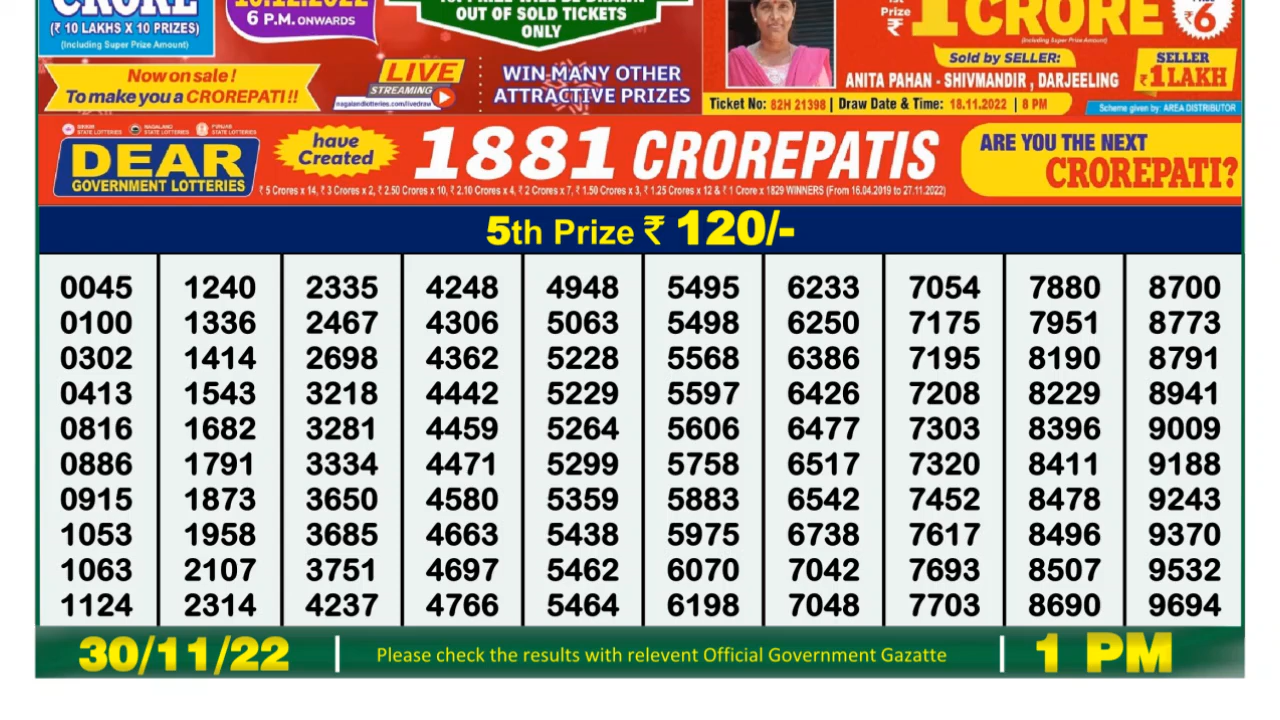 CRORE
(₹ 10 LAKHS X 10 PRIZES)
(Including Super Prize Amount)
6 P.M. ONWARDS
OUT OF SOLD TICKETS
ONLY
Prize
₹ 1 CRORE
(Including Super Prize Amount)
₹6
Now on sale !
To make you a CROREPATI !!
LIVE
STREAMING
nagalandlotteries.com/livedraw
WIN MANY OTHER
ATTRACTIVE PRIZES
Sold by SELLER:
ANITA PAHAN - SHIVMANDIR , DARJEELING
SELLER
₹1 LAKH
Ticket No: 82H 21398 | Draw Date & Time: 18.11.2022 | 8 PM
Scheme given by: AREA DISTRIBUTOR
STATE LOTTERIES
NAGALAND STATE LOTTERIES
PUNJAB STATE LOTTERIES
DEAR
GOVERNMENT LOTTERIES
have
Created
1881 CROREPATIS
₹ 5 Crores x 14, ₹ 3 Crores x 2, ₹ 2.50 Crores x 10, ₹ 2.10 Crores x 4, ₹ 2 Crores x 7, ₹ 1.50 Crores x 3, ₹ 1.25 Crores x 12 & ₹ 1 Crore x 1829 WINNERS (From 16.04.2019 to 27.11.2022)
ARE YOU THE NEXT
CROREPATI?
5th Prize ₹ 120/-
0045 1240 2335 4248 4948 5495 6233 7054 7880 8700
0100 1336 2467 4306 5063 5498 6250 7175 7951 8773
0302 1414 2698 4362 5228 5568 6386 7195 8190 8791
0413 1543 3218 4442 5229 5597 6426 7208 8229 8941
0816 1682 3281 4459 5264 5606 6477 7303 8396 9009
0886 1791 3334 4471 5299 5758 6517 7320 8411 9188
0915 1873 3650 4580 5359 5883 6542 7452 8478 9243
1053 1958 3685 4663 5438 5975 6738 7617 8496 9370
1063 2107 3751 4697 5462 6070 7042 7693 8507 9532
1124 2314 4237 4766 5464 6198 7048 7703 8690 9694
30/11/22 | Please check the results with relevent Official Government Gazatte | 1 PM